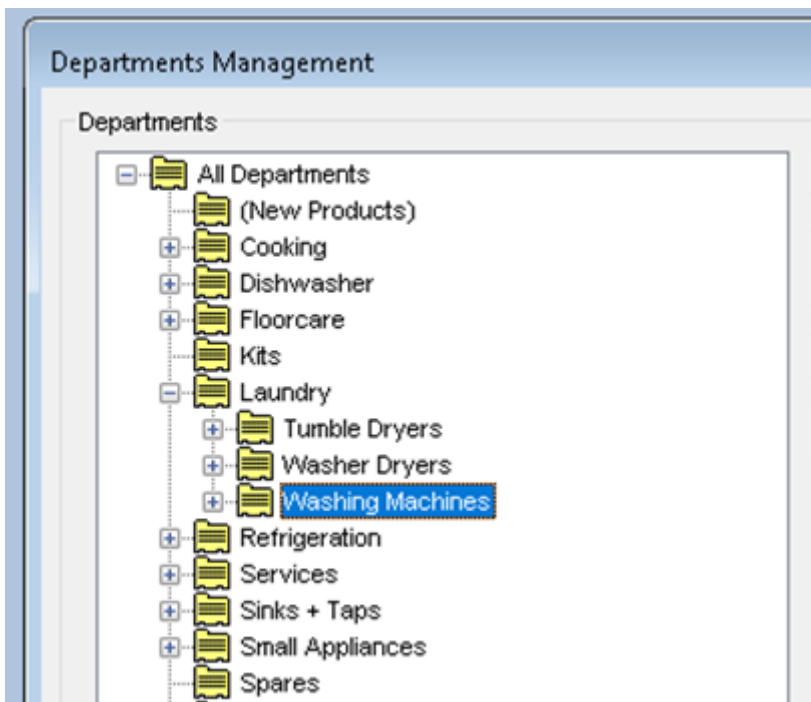 Departments Management
Departments
All Departments
(New Products)
Cooking
Dishwasher
Floorcare
Kits
Laundry
Tumble Dryers
Washer Dryers
Washing Machines
Refrigeration
Services
Sinks + Taps
Small Appliances
Spares